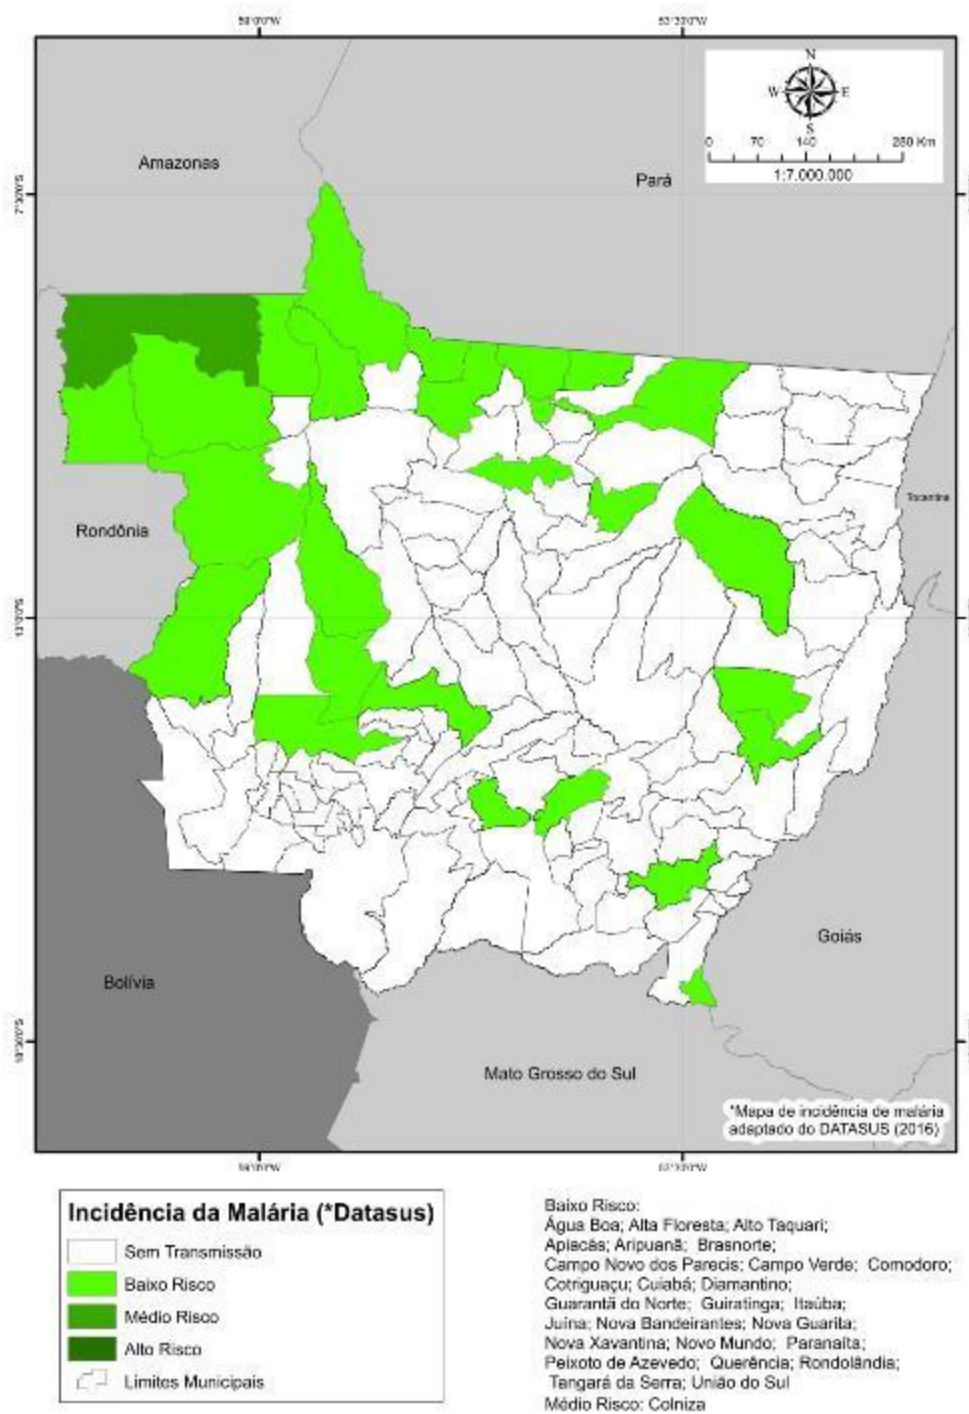 Amazonas
Pará
N
W
E
S
0 70 140 280 Km
1:7.000.000
Rondônia
Tocantins
Goiás
Bolívia
Mato Grosso do Sul
*Mapa de incidência de malária
adaptado do DATASUS (2016)
Incidência da Malária (*Datasus)
Sem Transmissão
Baixo Risco
Médio Risco
Alto Risco
Limites Municipais
Baixo Risco:
Água Boa; Alta Floresta; Alto Taquari;
Apiacás; Aripuanã; Brasnorte;
Campo Novo dos Parecis; Campo Verde; Comodoro;
Cotriguaçu; Cuiabá; Diamantino;
Guarantã do Norte; Guiratinga; Itaúba;
Juína; Nova Bandeirantes; Nova Guarita;
Nova Xavantina; Novo Mundo; Paranaíta;
Peixoto de Azevedo; Querência; Rondolândia;
Tangará da Serra; União do Sul
Médio Risco: Colniza